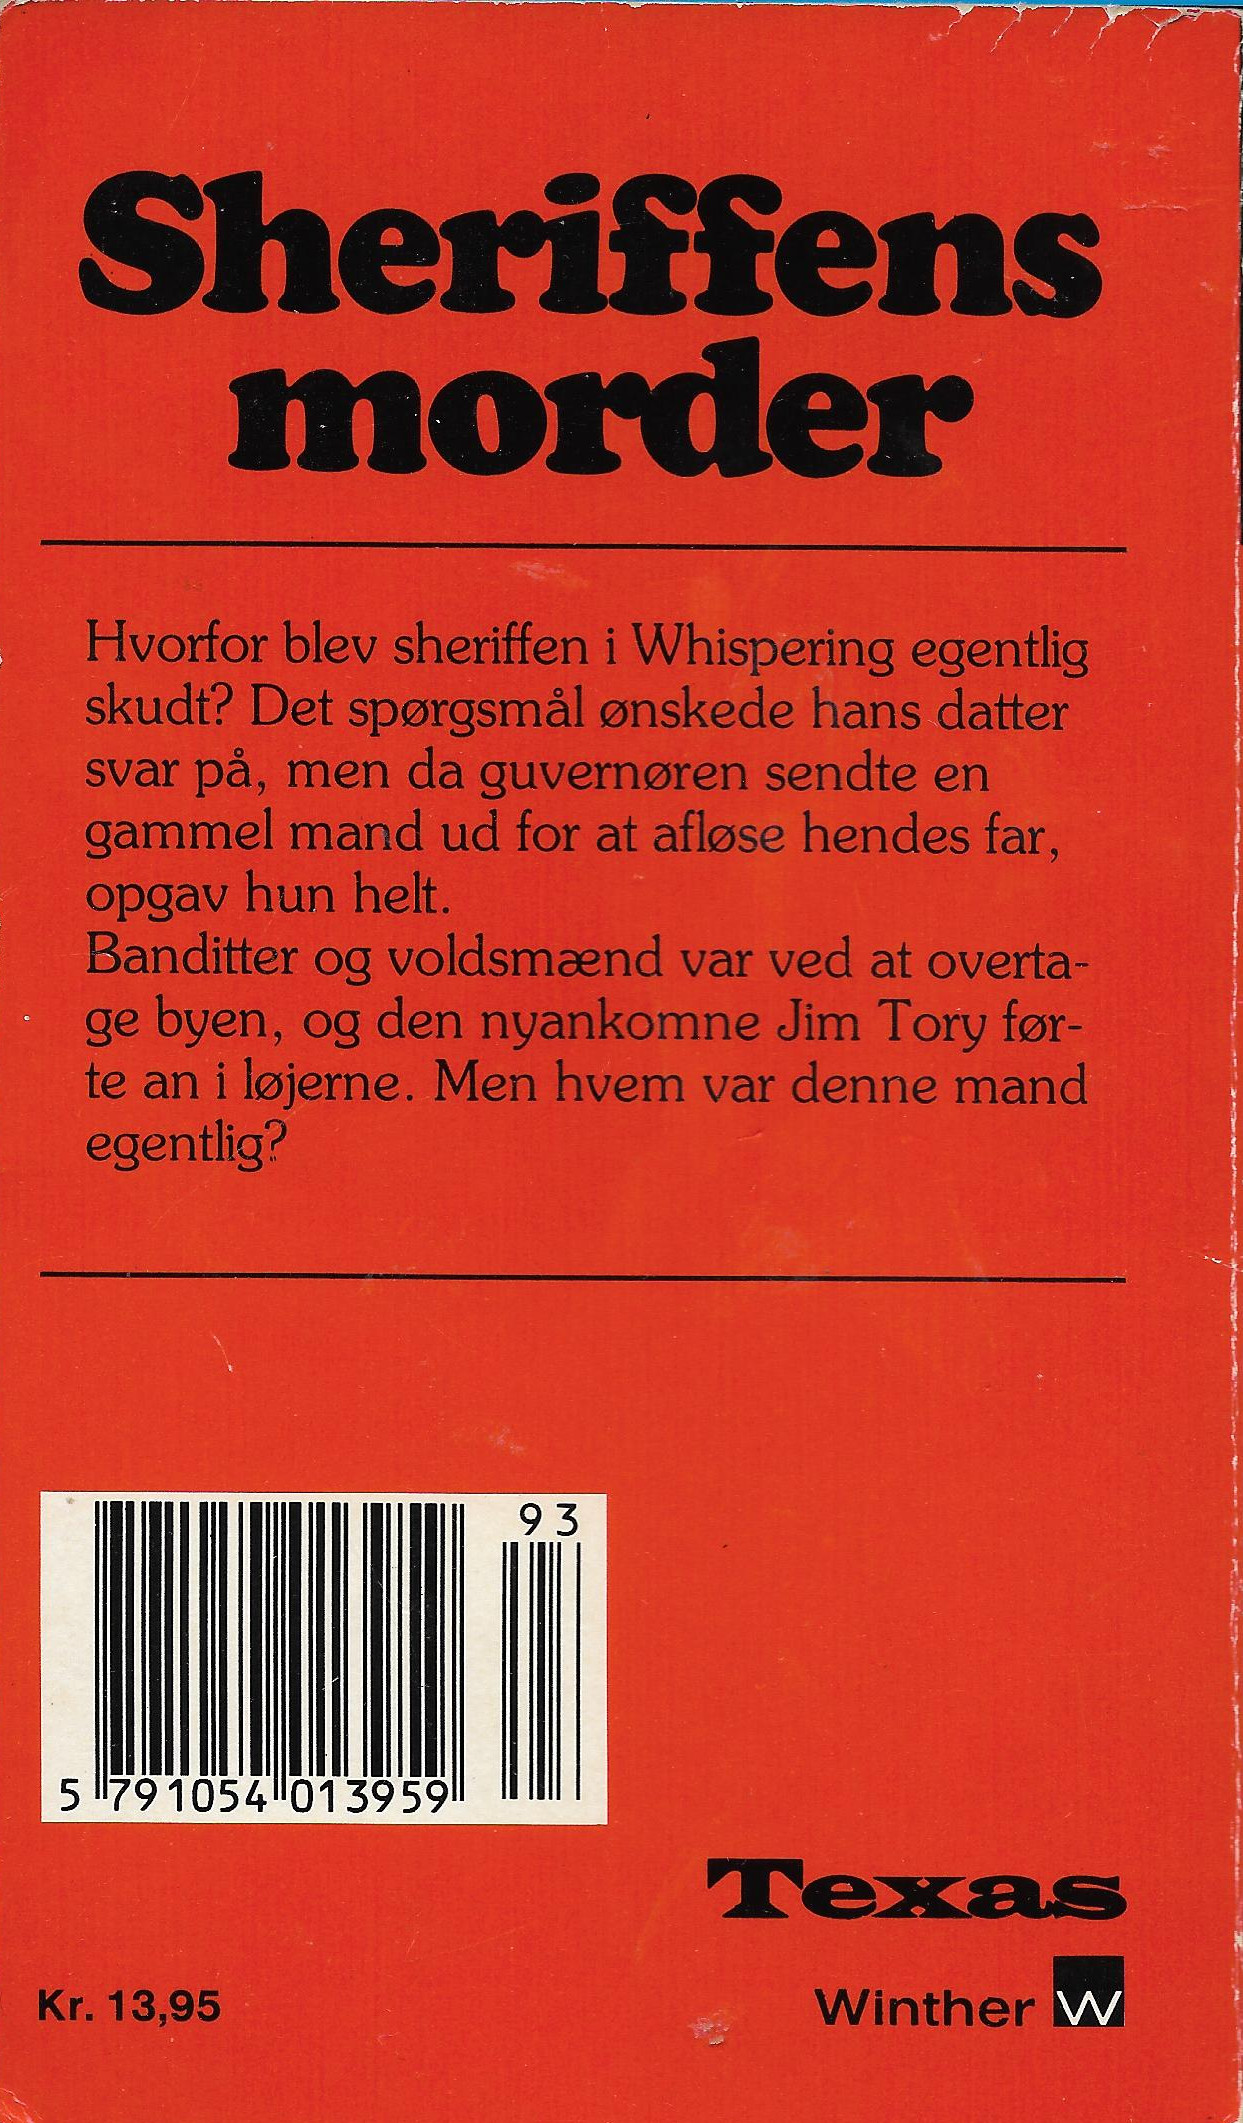 Sheriffens
morder
Hvorfor blev sheriffen i Whispering egentlig
skudt? Det spørgsmål ønskede hans datter
svar på, men da guvernøren sendte en
gammel mand ud for at afløse hendes far,
opgav hun helt.
Banditter og voldsmænd var ved at overta-
ge byen, og den nyankomne Jim Tory før-
te an i løjerne. Men hvem var denne mand
egentlig?
93
5 791054 013959
Texas
Kr. 13,95
Winther W